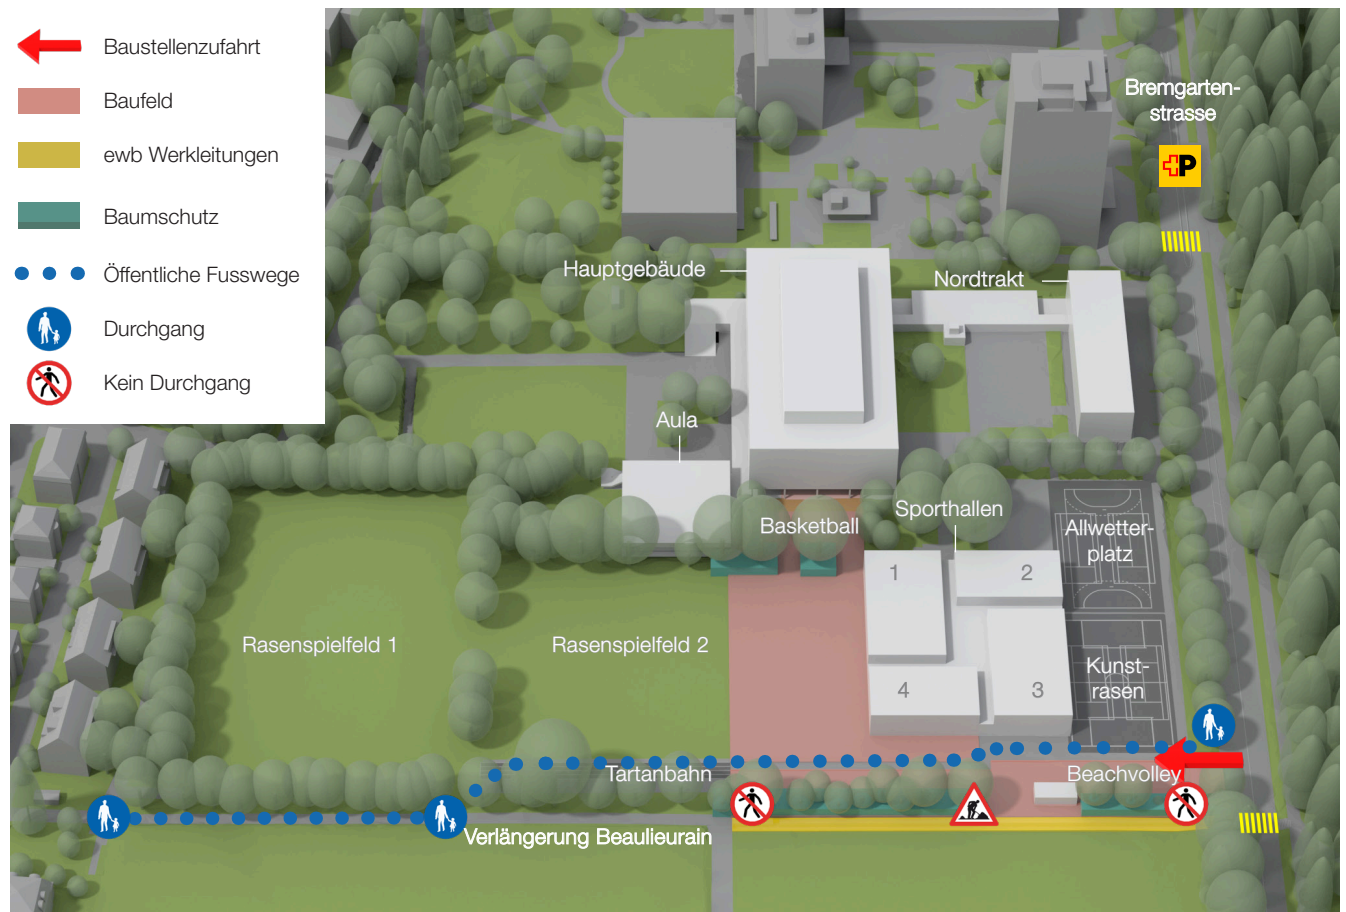 Baustellenzufahrt
Baufeld
ewb Werkleitungen
Baumschutz
Öffentliche Fusswege
Durchgang
Kein Durchgang
Bremgarten-
strasse
P
Hauptgebäude
Nordtrakt
Aula
Basketball
Sporthallen
Allwetter-
platz
1
2
Rasenspielfeld 1
Rasenspielfeld 2
Kunst-
rasen
4
3
Tartanbahn
Beachvolley
Verlängerung Beaulieurain